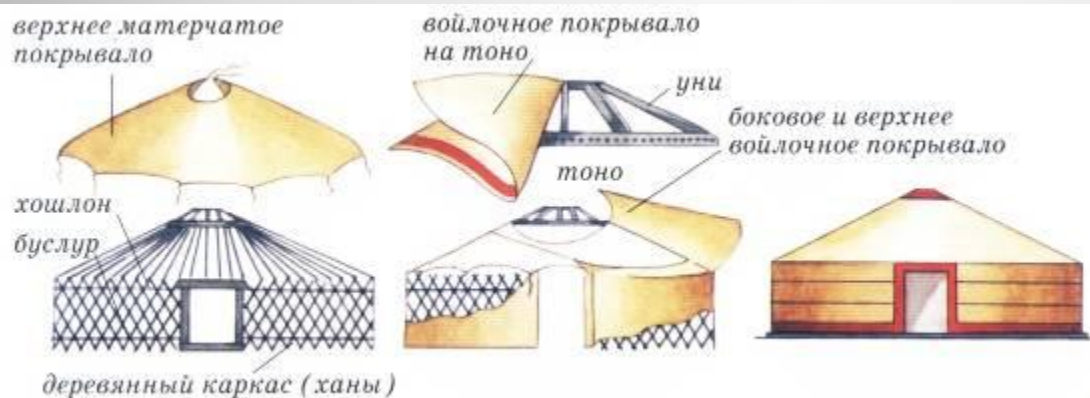 верхнее матерчатое
покрывало
войлочное покрывало
на тоно
уни
боковое и верхнее
войлочное покрывало
тоно
хошлон
буслур
деревянный каркас (ханы)